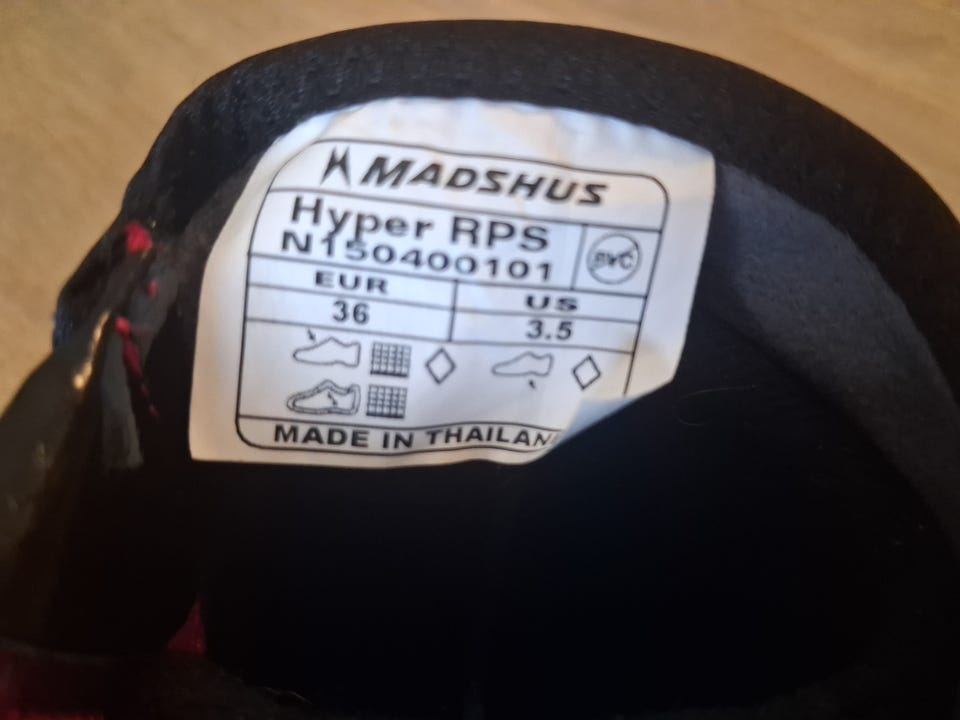 MADSHUS
Hyper RPS
N150400101
PVC
EUR US
36 3.5
MADE IN THAILAN